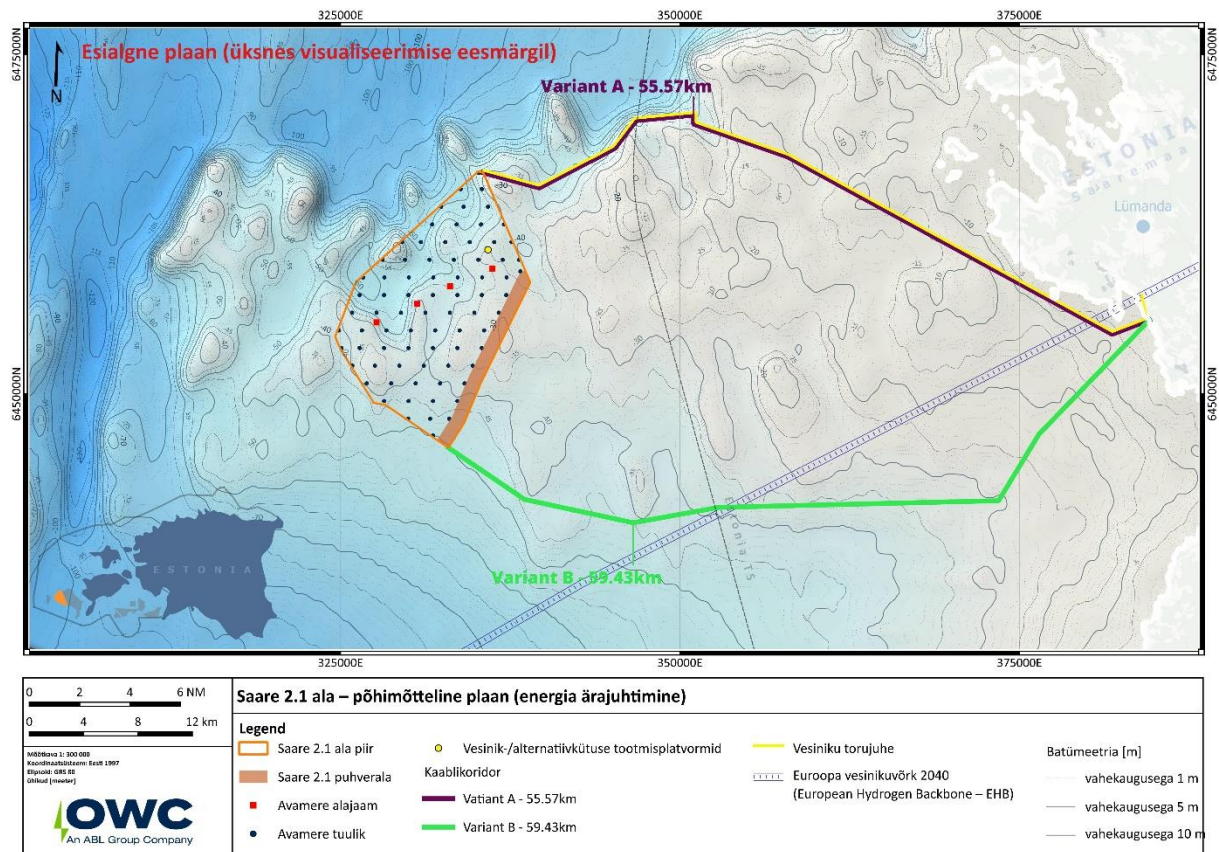 325000E
350000E
375000E
6475000N
6475000N
Esialgne plaan (üksnes visualiseerimise eesmärgil)
N
Variant A - 55.57km
ESTONIA
Saaremaa
Lümanda
6450000N
6450000N
ESTONIA
Estonia TS
Variant B - 59.43km
325000E
350000E
375000E
0 2 4 6 NM
0 4 8 12 km
Mõõtkava 1: 300 000
Koordinaatsüsteem: Eesti 1997
Ellipsoid: GRS 80
Ühikud [meeter]
OWC
An ABL Group Company
Saare 2.1 ala – põhimõtteline plaan (energia ärajuhtimine)
Legend
Saare 2.1 ala piir
Saare 2.1 puhverala
Avamere alajaam
Avamere tuulik
Vesinik-/alternatiivkütuse tootmisplatvormid
Kaablikoridor
Vatiant A - 55.57km
Variant B - 59.43km
Vesiniku torujuhe
Euroopa vesinikuvõrk 2040
(European Hydrogen Backbone – EHB)
Batümeetria [m]
vahekaugusega 1 m
vahekaugusega 5 m
vahekaugusega 10 m